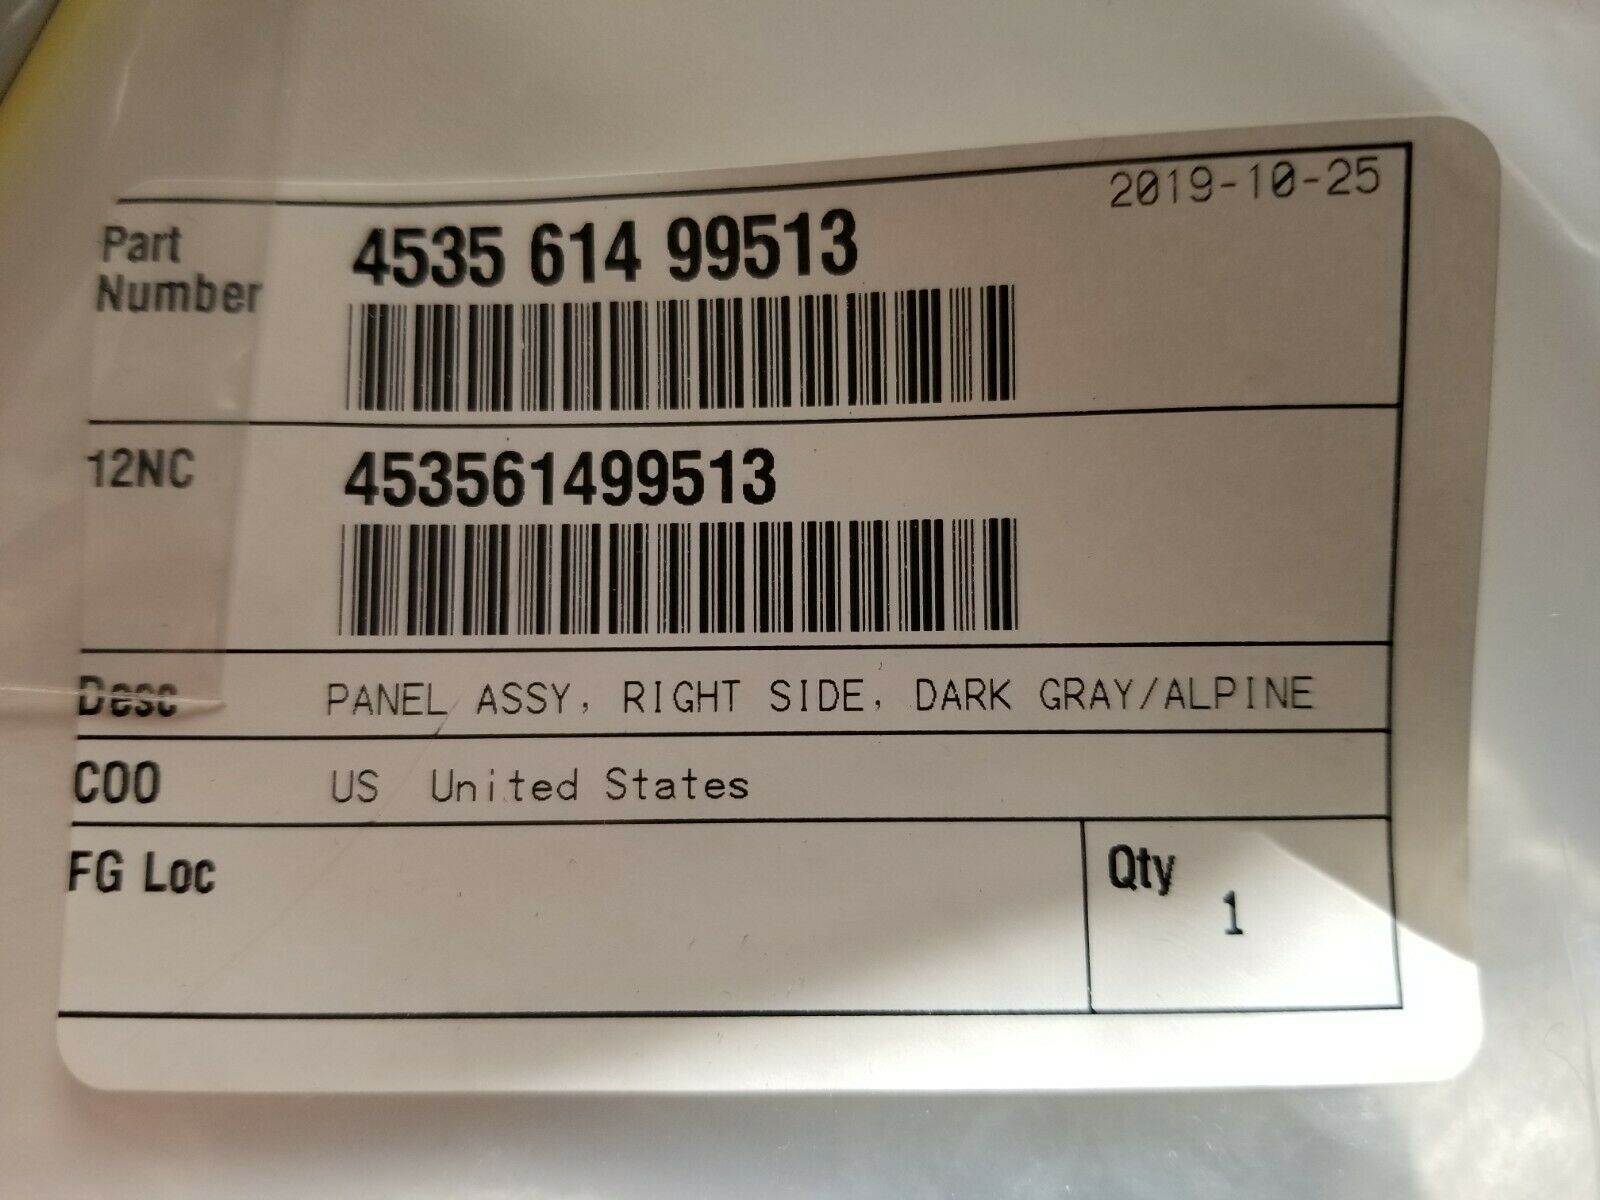 2019-10-25
Part Number 4535 614 99513
12NC 453561499513
Desc PANEL ASSY, RIGHT SIDE, DARK GRAY/ALPINE
COO US United States
FG Loc
Qty
1